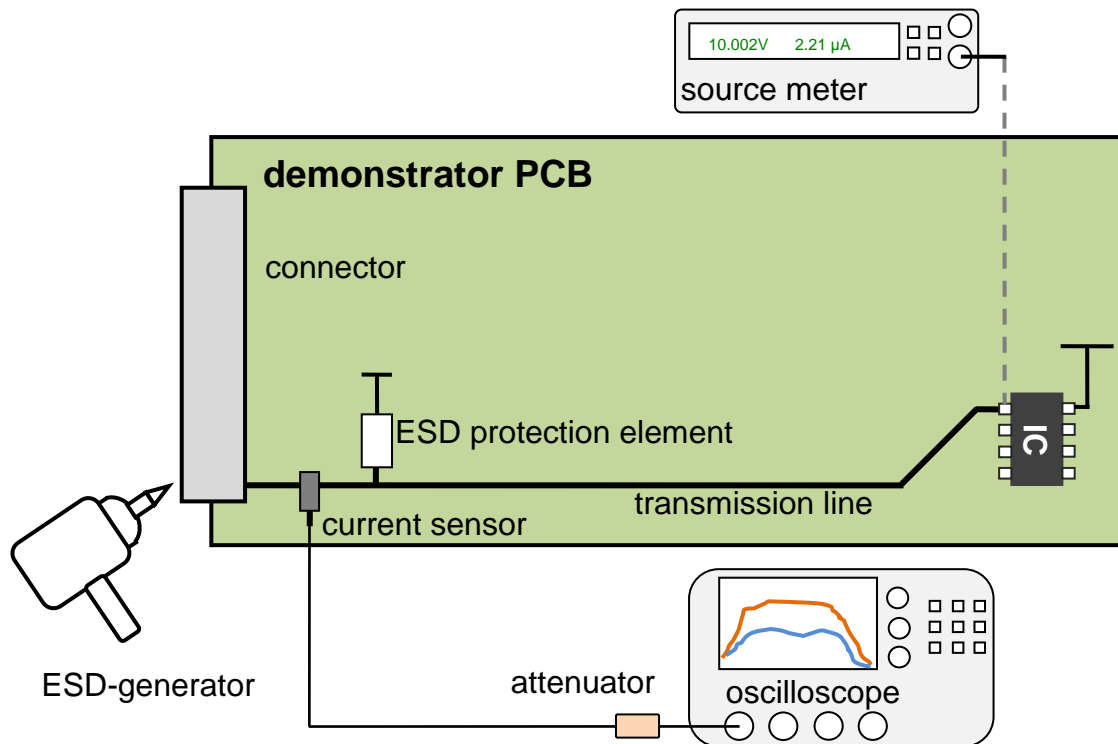 10.002V 2.21 µA
source meter
demonstrator PCB
connector
ESD protection element
IC
transmission line
current sensor
ESD-generator
attenuator
oscilloscope